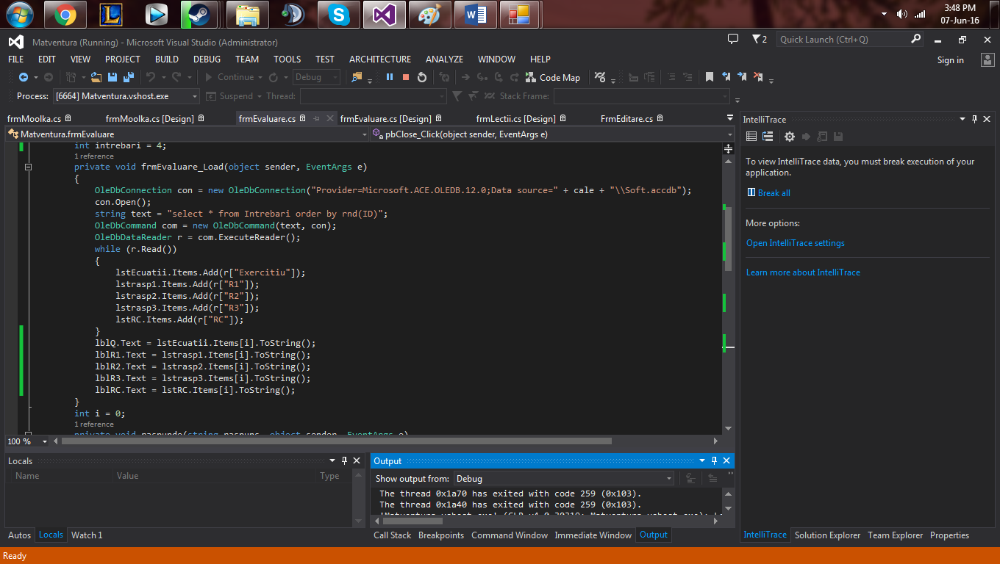 3:48 PM
07-Jun-16
Matventura (Running) - Microsoft Visual Studio (Administrator)
2
Quick Launch (Ctrl+Q)
FILE EDIT VIEW PROJECT BUILD DEBUG TEAM TOOLS TEST ARCHITECTURE ANALYZE WINDOW HELP
Sign in
Continue Debug Code Map
Process: [6664] Matventura.vshost.exe Suspend Thread: Stack Frame:
frmMoolka.cs frmMoolka.cs [Design] frmEvaluare.cs frmEvaluare.cs [Design] frmLectii.cs [Design] FrmEditare.cs
Matventura.frmEvaluare pbClose_Click(object sender, EventArgs e)
int intrebari = 4;
1 reference
private void frmEvaluare_Load(object sender, EventArgs e)
{
OleDbConnection con = new OleDbConnection("Provider=Microsoft.ACE.OLEDB.12.0;Data source=" + cale + "\\Soft.accdb");
con.Open();
string text = "select * from Intrebari order by rnd(ID)";
OleDbCommand com = new OleDbCommand(text, con);
OleDbDataReader r = com.ExecuteReader();
while (r.Read())
{
lstEcuatii.Items.Add(r["Exercitiu"]);
lstrasp1.Items.Add(r["R1"]);
lstrasp2.Items.Add(r["R2"]);
lstrasp3.Items.Add(r["R3"]);
lstRC.Items.Add(r["RC"]);
}
lblQ.Text = lstEcuatii.Items[i].ToString();
lblR1.Text = lstrasp1.Items[i].ToString();
lblR2.Text = lstrasp2.Items[i].ToString();
lblR3.Text = lstrasp3.Items[i].ToString();
lblRC.Text = lstRC.Items[i].ToString();
}
int i = 0;
1 reference
private void raspunde(string raspuns, object sender, EventArgs e)
100 %
IntelliTrace
To view IntelliTrace data, you must break execution of your
application.
Break all
More options:
Open IntelliTrace settings
Learn more about IntelliTrace
Locals
Name Value Type
Autos Locals Watch 1
Output
Show output from: Debug
The thread 0x1a70 has exited with code 259 (0x103).
The thread 0x1a40 has exited with code 259 (0x103).
Call Stack Breakpoints Command Window Immediate Window Output
IntelliTrace Solution Explorer Team Explorer Properties
Ready